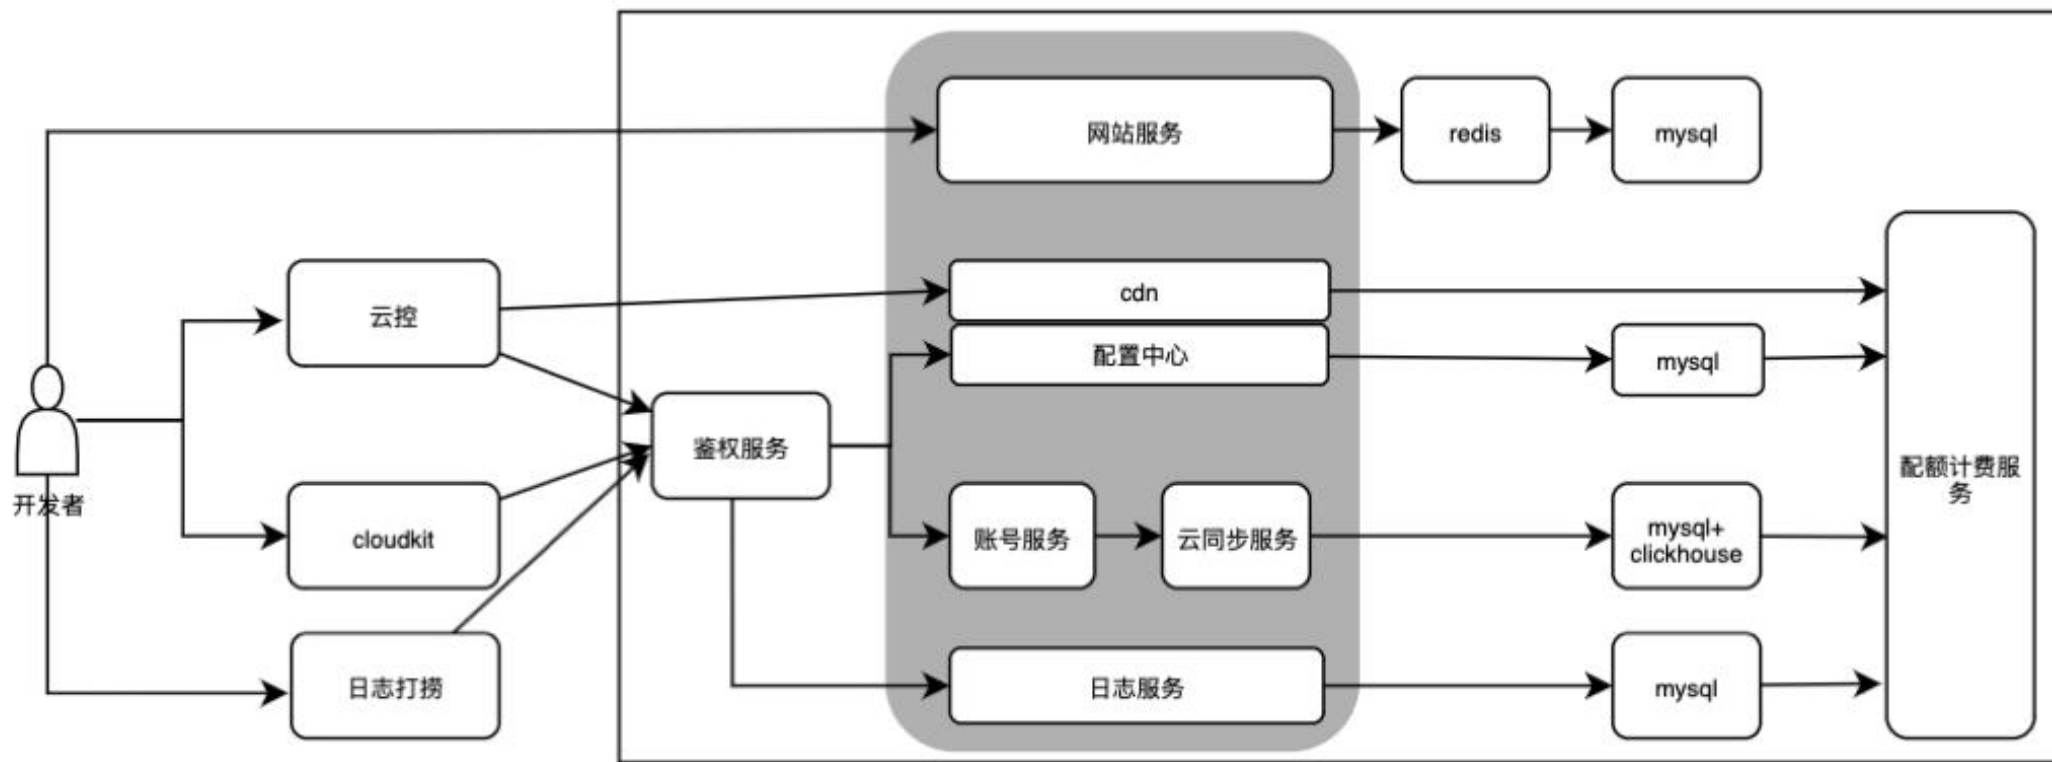 网站服务
redis
mysql
云控
cdn
配置中心
mysql
鉴权服务
配额计费服
务
开发者
cloudkit
账号服务
云同步服务
mysql+
clickhouse
日志打捞
日志服务
mysql